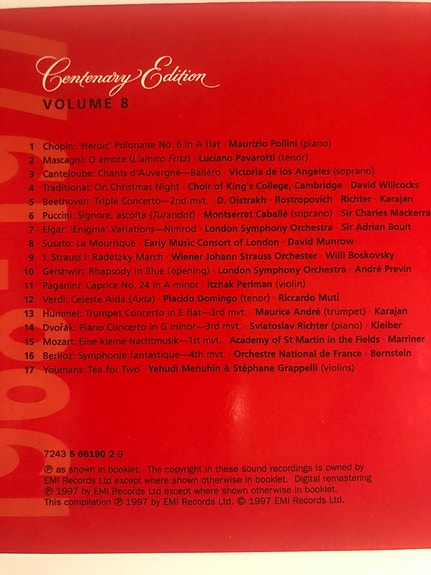 Centenary Edition
VOLUME 8
1 Chopin: 'Heroic' Polonaise No. 6 in A flat · Maurizio Pollini (piano)
2 Mascagni: O amore (L'amico Fritz) · Luciano Pavarotti (tenor)
3 Canteloube: Chants d'Auvergne—Baïlèro · Victoria de los Angeles (soprano)
4 Traditional: On Christmas Night · Choir of King's College, Cambridge · David Willcocks
5 Beethoven: Triple Concerto—2nd mvt. · D. Oistrakh · Rostropovich · Richter · Karajan
6 Puccini: Signore, ascolta (Turandot) · Montserrat Caballé (soprano) · Sir Charles Mackerra
7 Elgar: 'Enigma' Variations—Nimrod · London Symphony Orchestra · Sir Adrian Boult
8 Susato: La Mourisque · Early Music Consort of London · David Munrow
9 J. Strauss I: Radetzky March · Wiener Johann Strauss Orchester · Willi Boskovsky
10 Gershwin: Rhapsody in Blue (opening) · London Symphony Orchestra · André Previn
11 Paganini: Caprice No. 24 in A minor · Itzhak Perlman (violin)
12 Verdi: Celeste Aida (Aida) · Placido Domingo (tenor) · Riccardo Muti
13 Hummel: Trumpet Concerto in E flat—3rd mvt. · Maurice André (trumpet) · Karajan
14 Dvořák: Piano Concerto in G minor—3rd mvt. · Sviatoslav Richter (piano) · Kleiber
15 Mozart: Eine kleine Nachtmusik—1st mvt. · Academy of St Martin in the Fields · Marriner
16 Berlioz: Symphonie fantastique—4th mvt. · Orchestre National de France · Bernstein
17 Youmans: Tea for Two · Yehudi Menuhin & Stéphane Grappelli (violins)
7243 5 66190 2 9
℗ as shown in booklet. The copyright in these sound recordings is owned by
EMI Records Ltd except where shown otherwise in booklet. Digital remastering
℗ 1997 by EMI Records Ltd except where shown otherwise in booklet.
This compilation ℗ 1997 by EMI Records Ltd. © 1997 EMI Records Ltd.